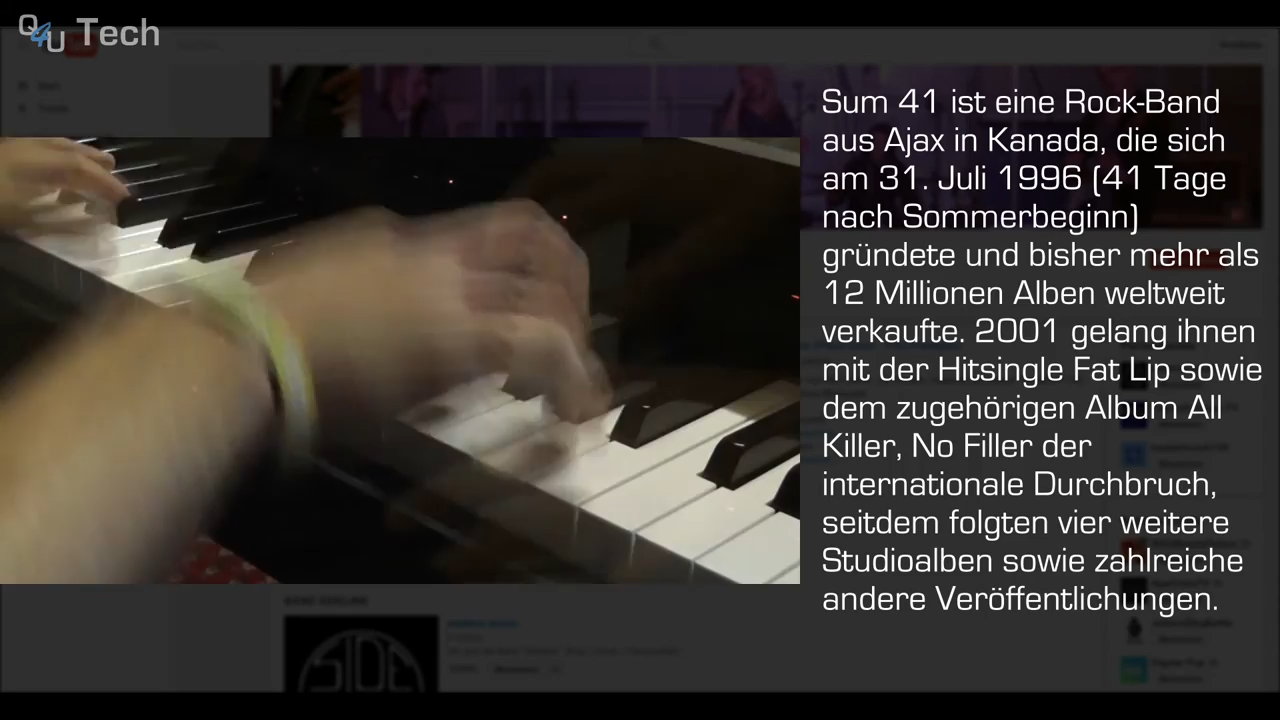 Q4U Tech
Sum 41 ist eine Rock-Band
aus Ajax in Kanada, die sich
am 31. Juli 1996 (41 Tage
nach Sommerbeginn)
gründete und bisher mehr als
12 Millionen Alben weltweit
verkaufte. 2001 gelang ihnen
mit der Hitsingle Fat Lip sowie
dem zugehörigen Album All
Killer, No Filler der
internationale Durchbruch,
seitdem folgten vier weitere
Studioalben sowie zahlreiche
andere Veröffentlichungen.
SIDE